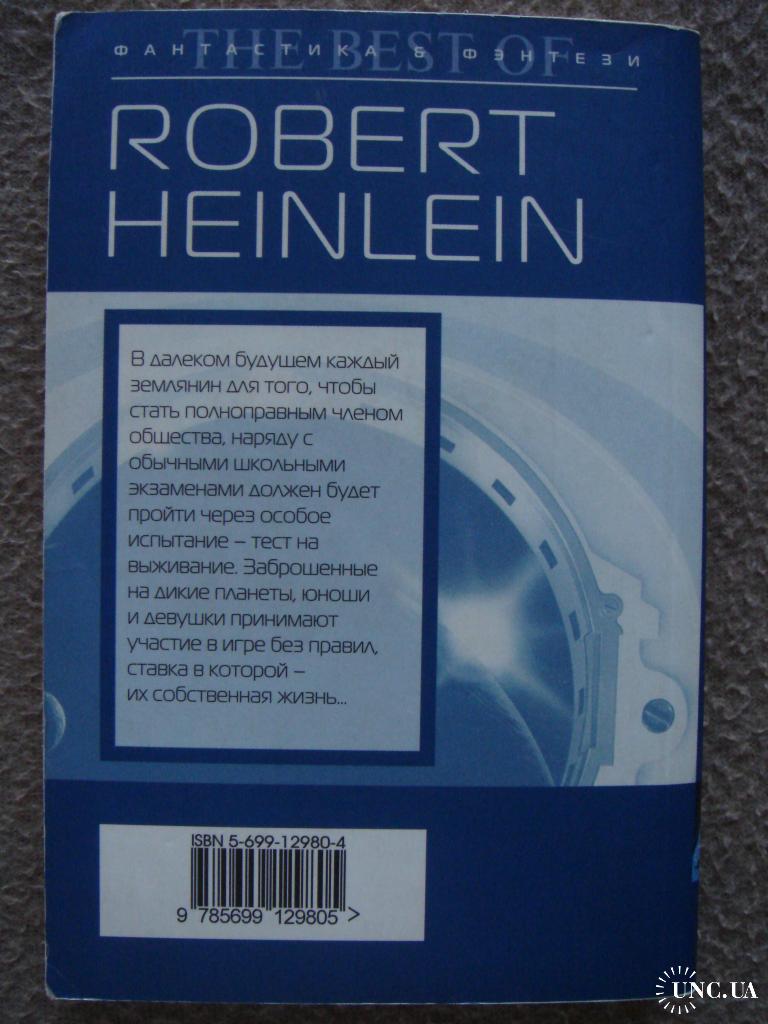 THE BEST OF
ФАНТАСТИКА & ФЭНТЕЗИ
ROBERT
HEINLEIN
В далеком будущем каждый
землянин для того, чтобы
стать полноправным членом
общества, наряду с
обычными школьными
экзаменами должен будет
пройти через особое
испытание – тест на
выживание. Заброшенные
на дикие планеты, юноши
и девушки принимают
участие в игре без правил,
ставка в которой –
их собственная жизнь...
ISBN 5-699-12980-4
9 785699 129805 >
UNC.UA